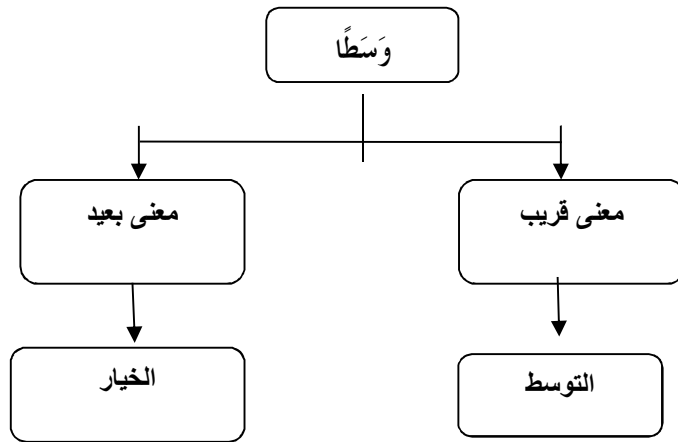 وَسَطًا
معنى قريب
معنى بعيد
التوسط
الخيار